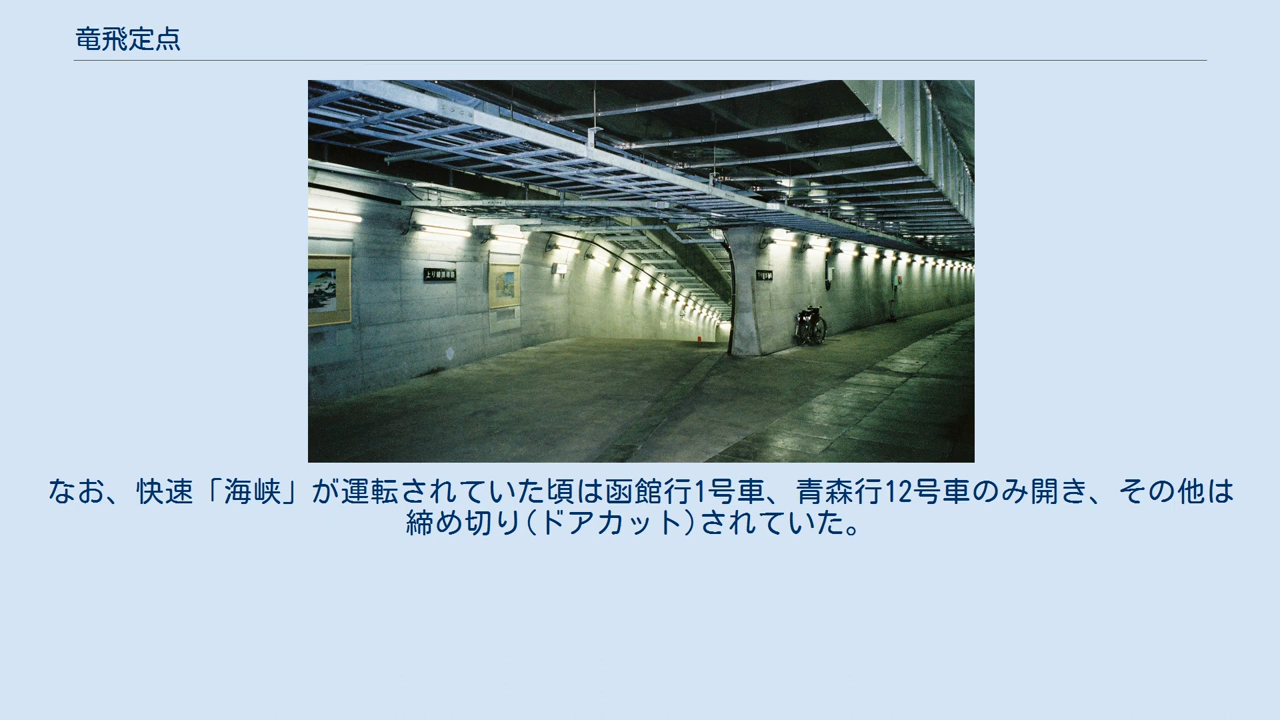 竜飛定点
なお、快速「海峡」が運転されていた頃は函館行1号車、青森行12号車のみ開き、その他は
締め切り(ドアカット)されていた。